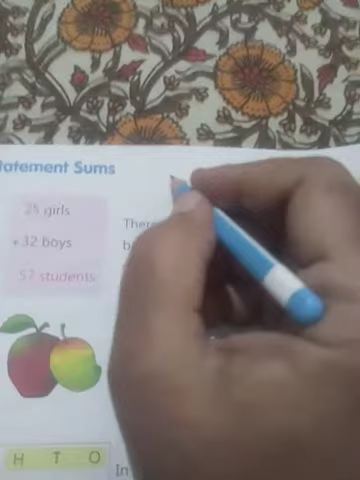 tatement Sums
25 girls
+ 32 boys
57 students
There
H T O
In